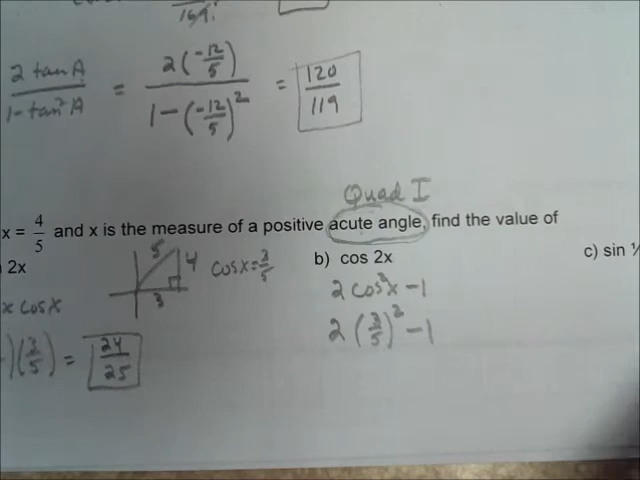 169.
2 tan A / 1 - tan² A = 2(-12/5) / 1 - (-12/5)² = 120/119
Quad I
x = 4/5 and x is the measure of a positive acute angle, find the value of
2x
5 4 3
cos x = 3/5
b) cos 2x
c) sin ½
x cos x
2 cos² x - 1
)(3/5) = 24/25
2 (3/5)² - 1